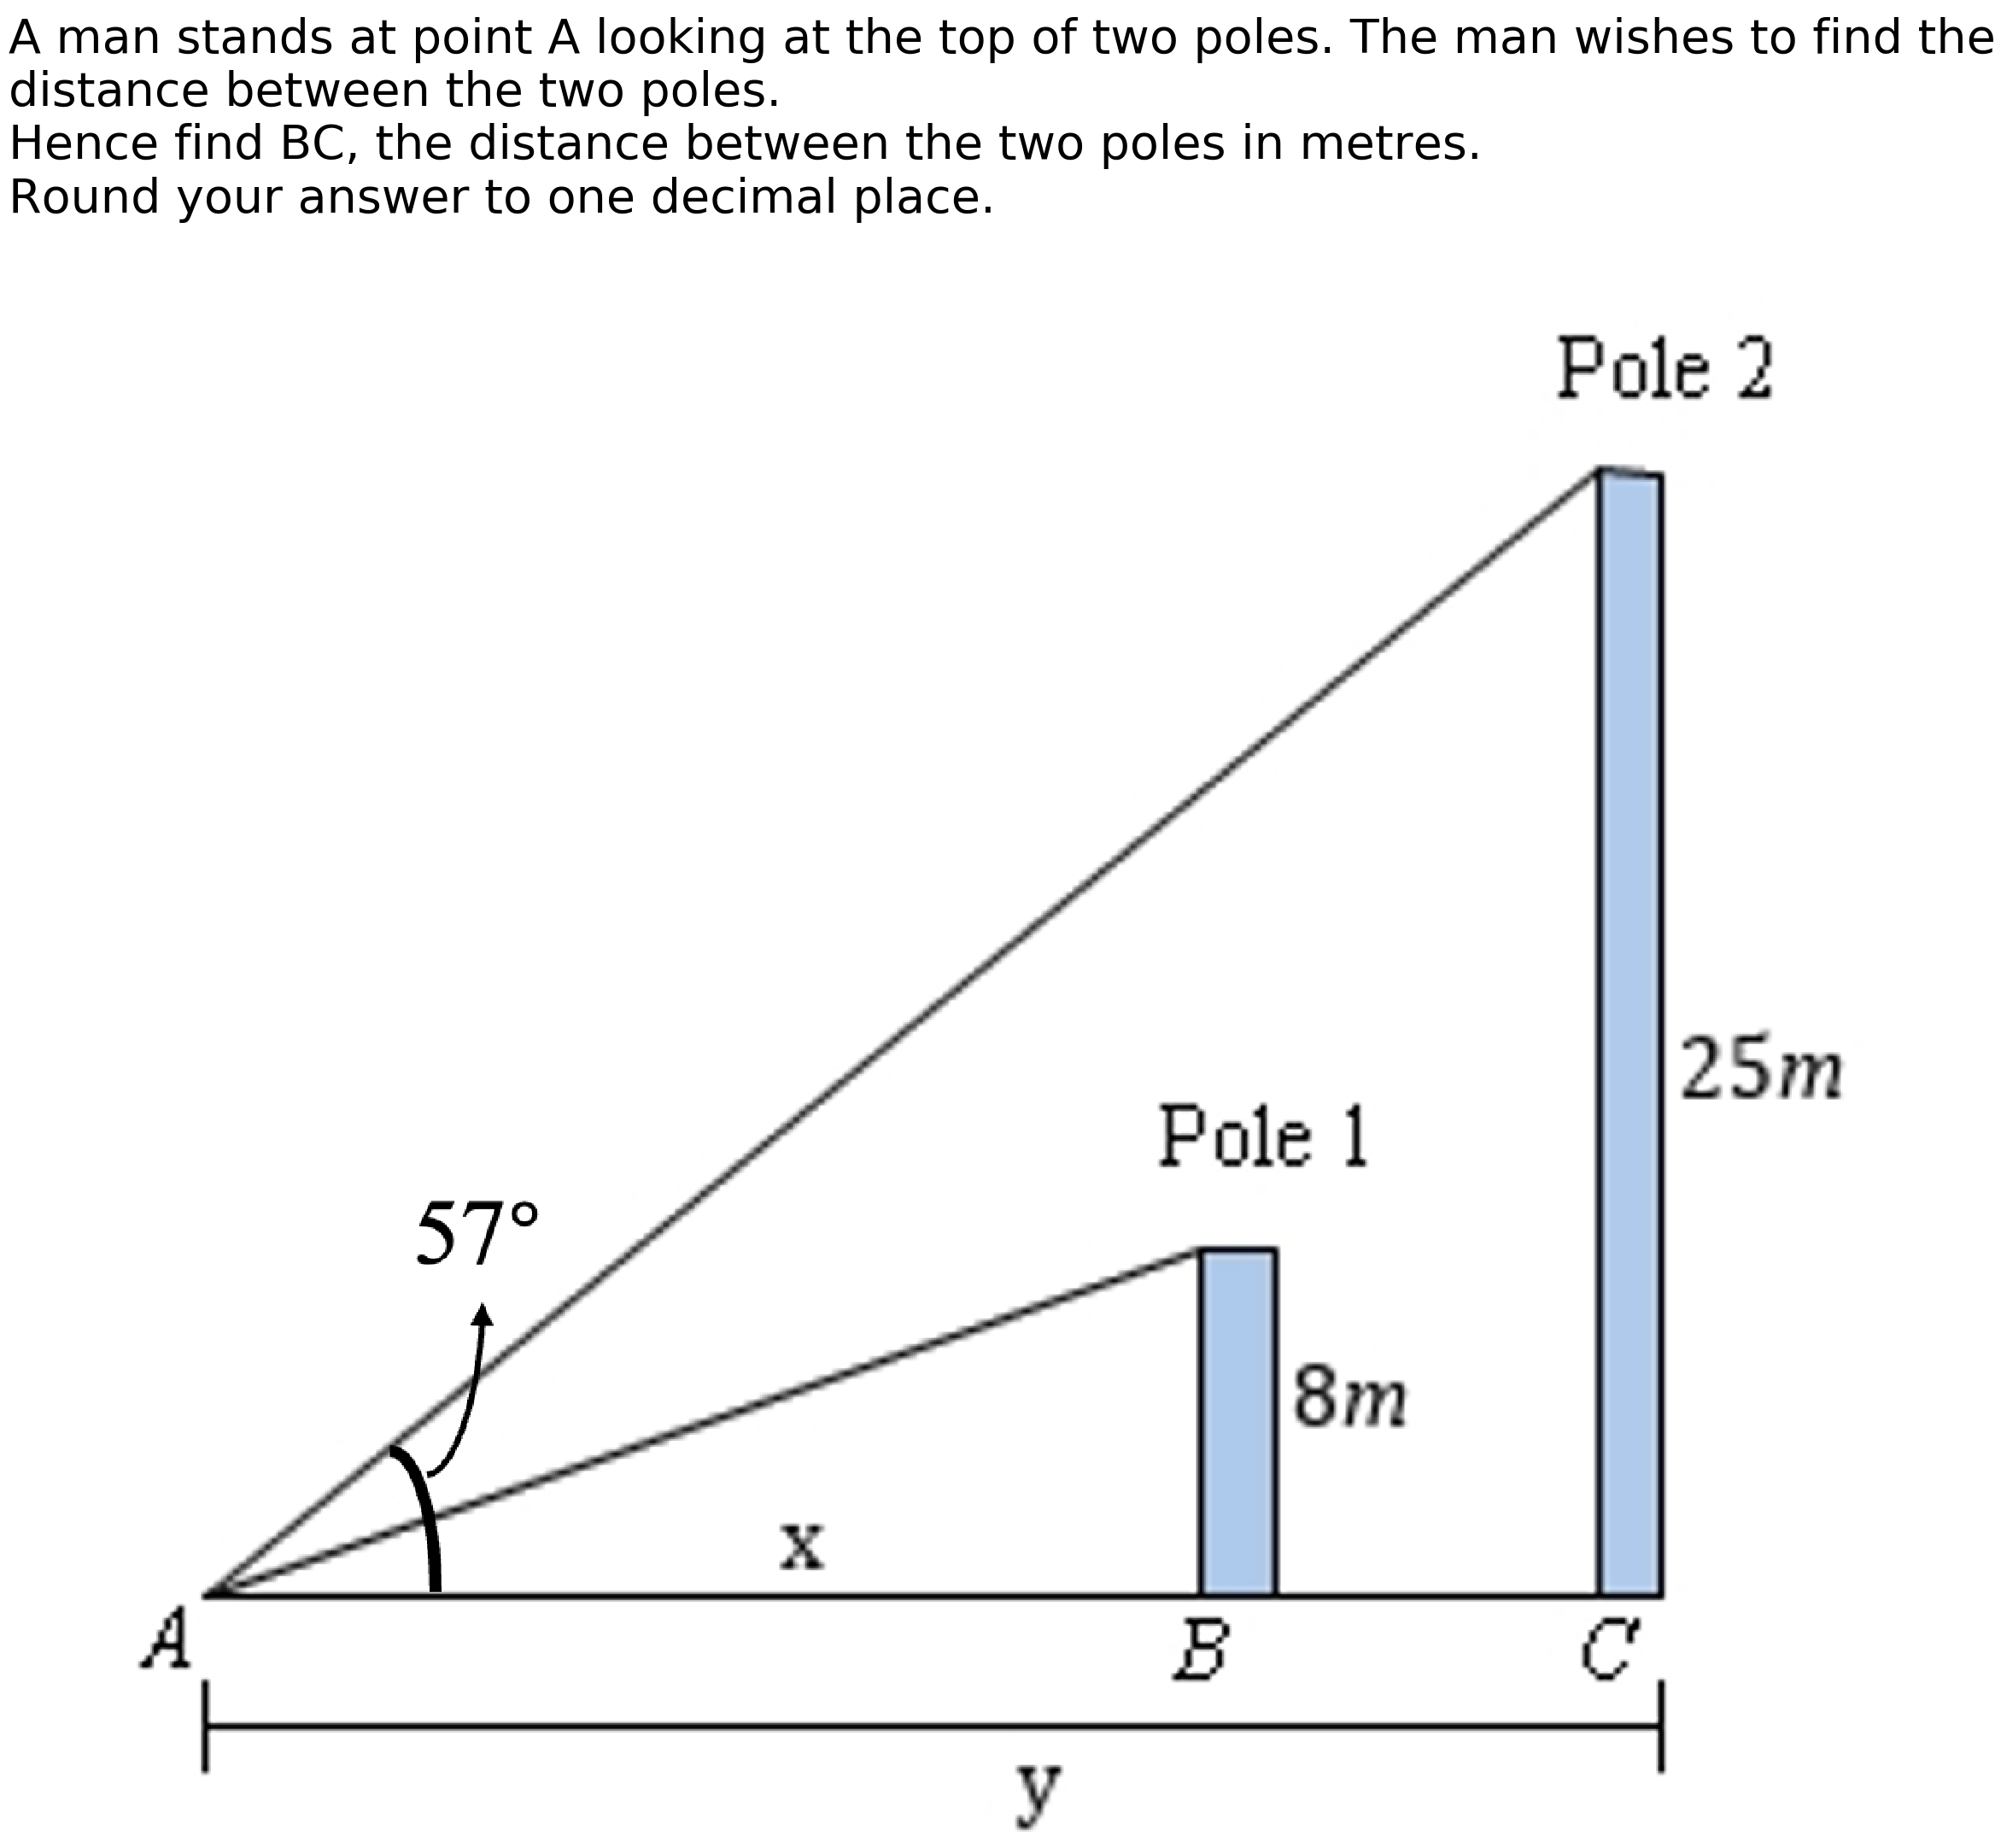 A man stands at point A looking at the top of two poles. The man wishes to find the
distance between the two poles.
Hence find BC, the distance between the two poles in metres.
Round your answer to one decimal place.
Pole 2
25m
Pole 1
57°
8m
x
A
B
C
y